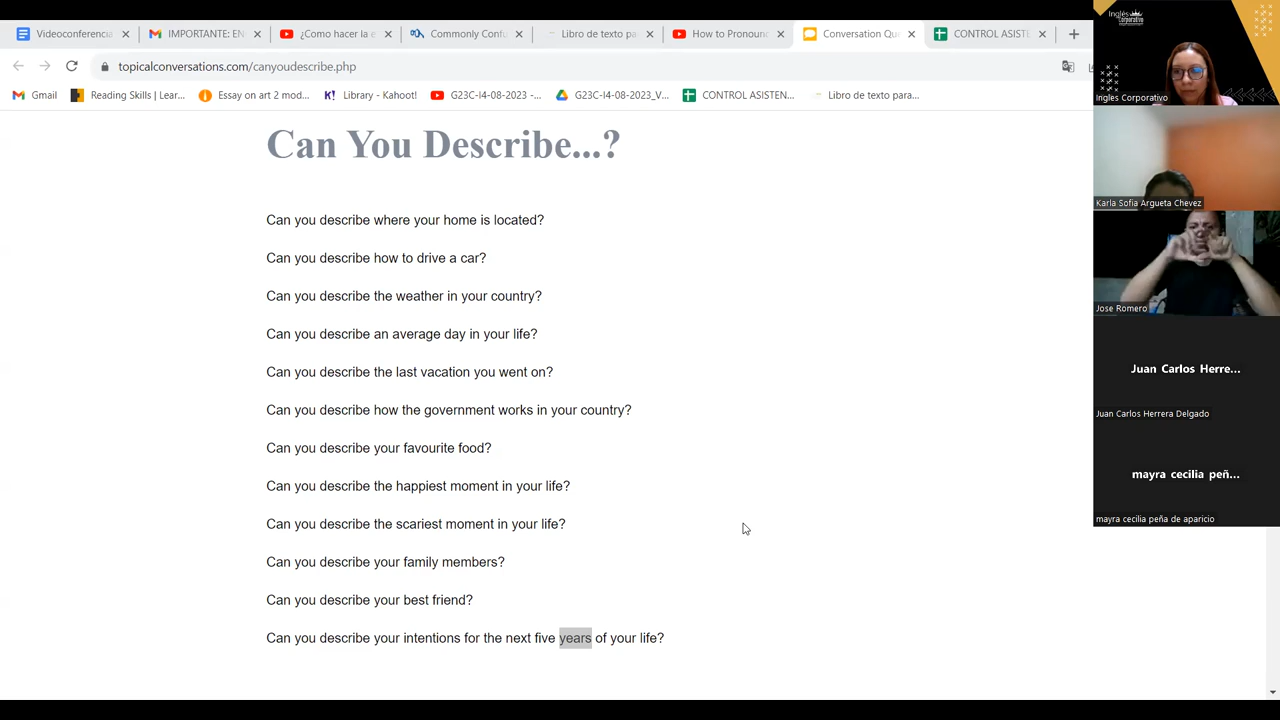 Videoconferencia
IMPORTANTE: EN
¿Como hacer la e
Commonly Confu
Libro de texto pa
How to Pronounc
Conversation Qu
CONTROL ASISTE
topicalconversations.com/canyoudescribe.php
Gmail
Reading Skills | Lear...
Essay on art 2 mod...
Library - Kano...
G23C-I4-08-2023 -...
G23C-I4-08-2023_V...
CONTROL ASISTEN...
Libro de texto para...
Can You Describe...?
Can you describe where your home is located?
Can you describe how to drive a car?
Can you describe the weather in your country?
Can you describe an average day in your life?
Can you describe the last vacation you went on?
Can you describe how the government works in your country?
Can you describe your favourite food?
Can you describe the happiest moment in your life?
Can you describe the scariest moment in your life?
Can you describe your family members?
Can you describe your best friend?
Can you describe your intentions for the next five years of your life?
Inglés
Corporativo
Ingles Corporativo
Karla Sofia Argueta Chevez
Jose Romero
Juan Carlos Herre...
Juan Carlos Herrera Delgado
mayra cecilia peñ...
mayra cecilia peña de aparicio